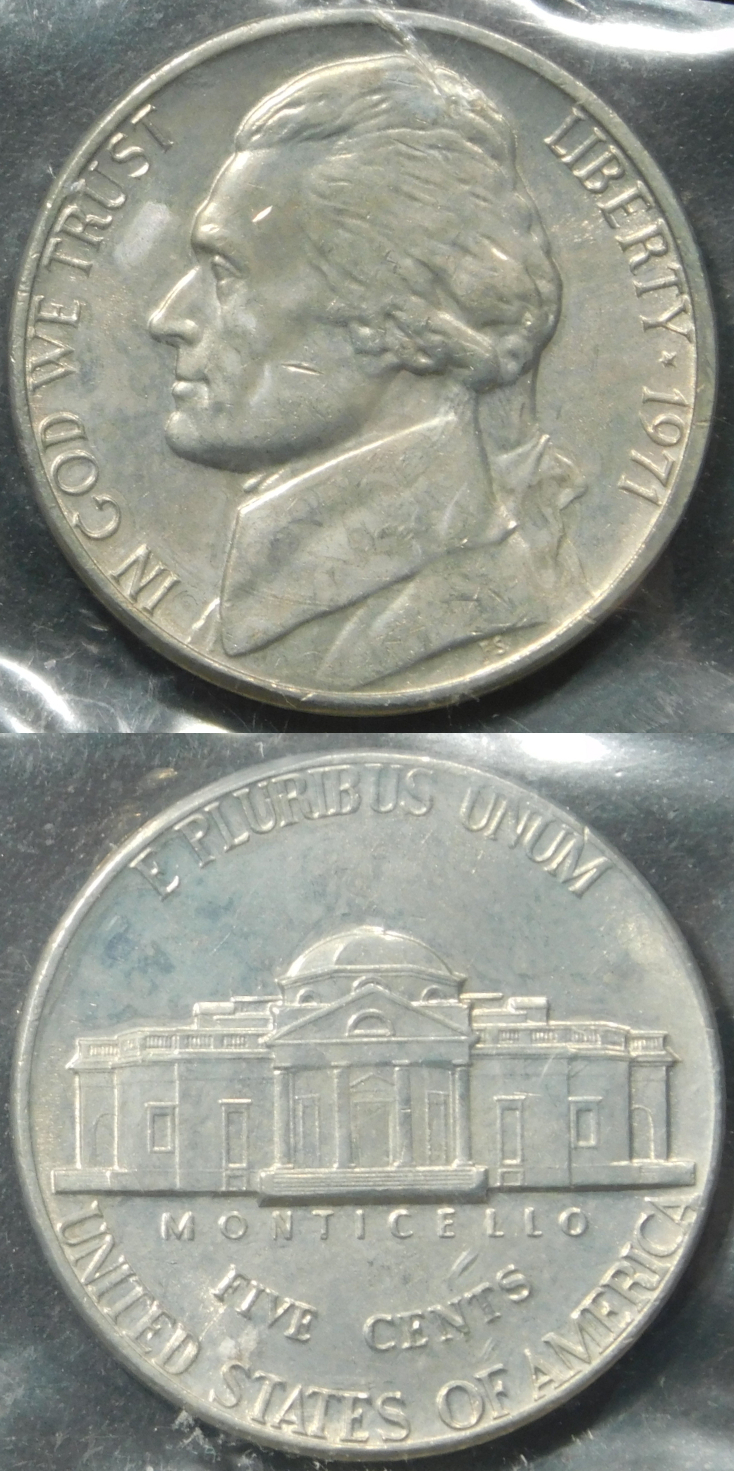 IN GOD WE TRUST
LIBERTY ★ 1971
FS
E PLURIBUS UNUM
MONTICELLO
FIVE CENTS
UNITED STATES OF AMERICA